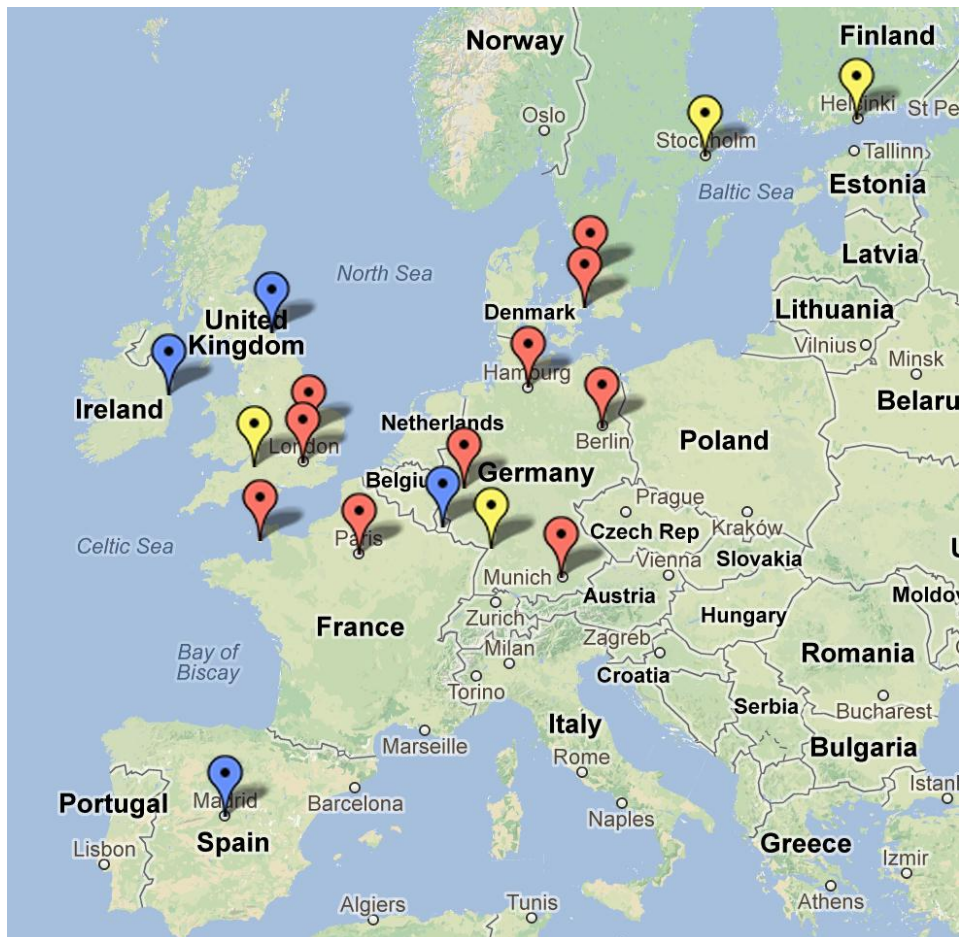 Norway
Finland
Helsinki
St Pe
Oslo
Stockholm
Tallinn
Baltic Sea
Estonia
Latvia
North Sea
Denmark
Lithuania
United
Kingdom
Vilnius
Minsk
Hamburg
Ireland
Belaru
Netherlands
Berlin
Poland
London
Belgiu
Germany
Prague
Kraków
Celtic Sea
Paris
Czech Rep
Vienna
Slovakia
U
Munich
Austria
Moldov
Zurich
Hungary
France
Zagreb
Milan
Bay of
Biscay
Romania
Croatia
Torino
Serbia
Bucharest
Marseille
Italy
Bulgaria
Rome
Istanb
Portugal
Madrid
Barcelona
Naples
Spain
Greece
Lisbon
Izmir
Athens
Algiers
Tunis